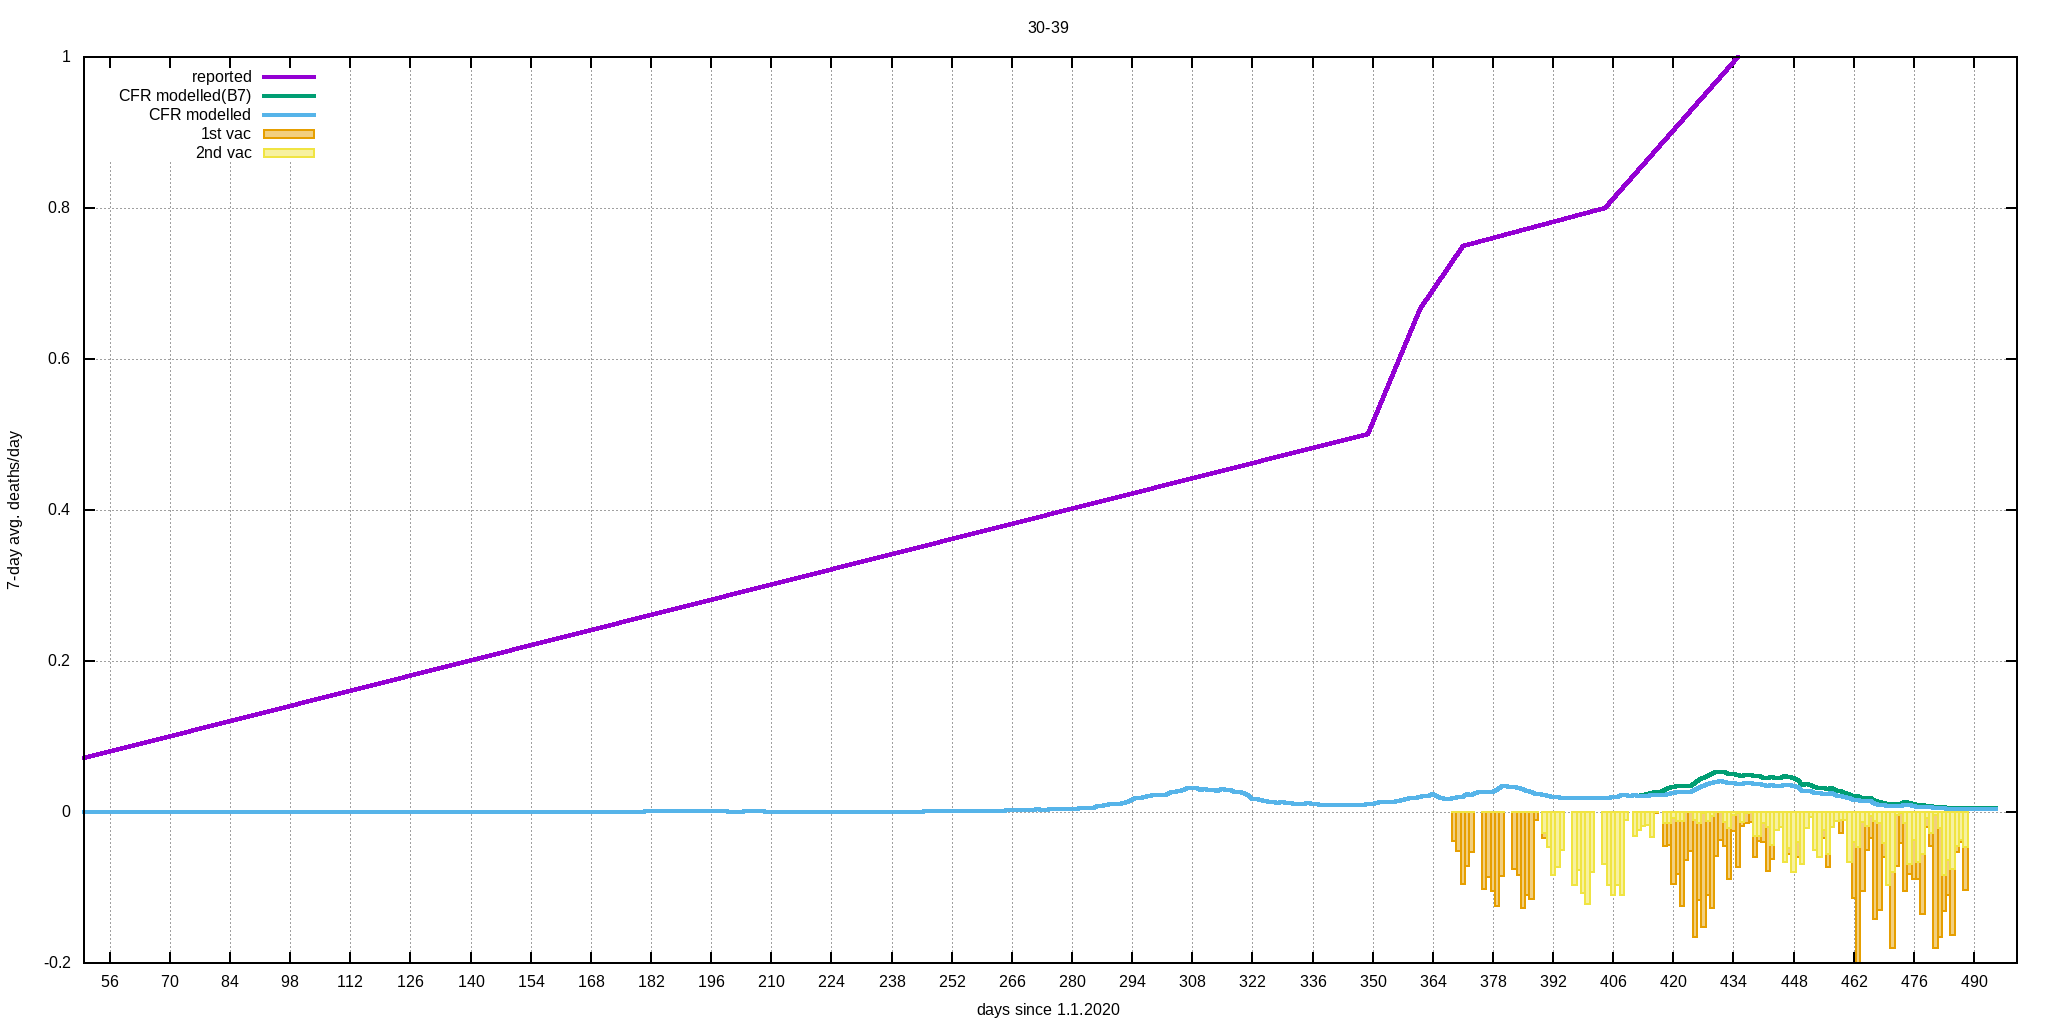 30-39
reported
CFR modelled(B7)
CFR modelled
1st vac
2nd vac
1
0.8
0.6
0.4
0.2
0
-0.2
7-day avg. deaths/day
56 70 84 98 112 126 140 154 168 182 196 210 224 238 252 266 280 294 308 322 336 350 364 378 392 406 420 434 448 462 476 490
days since 1.1.2020